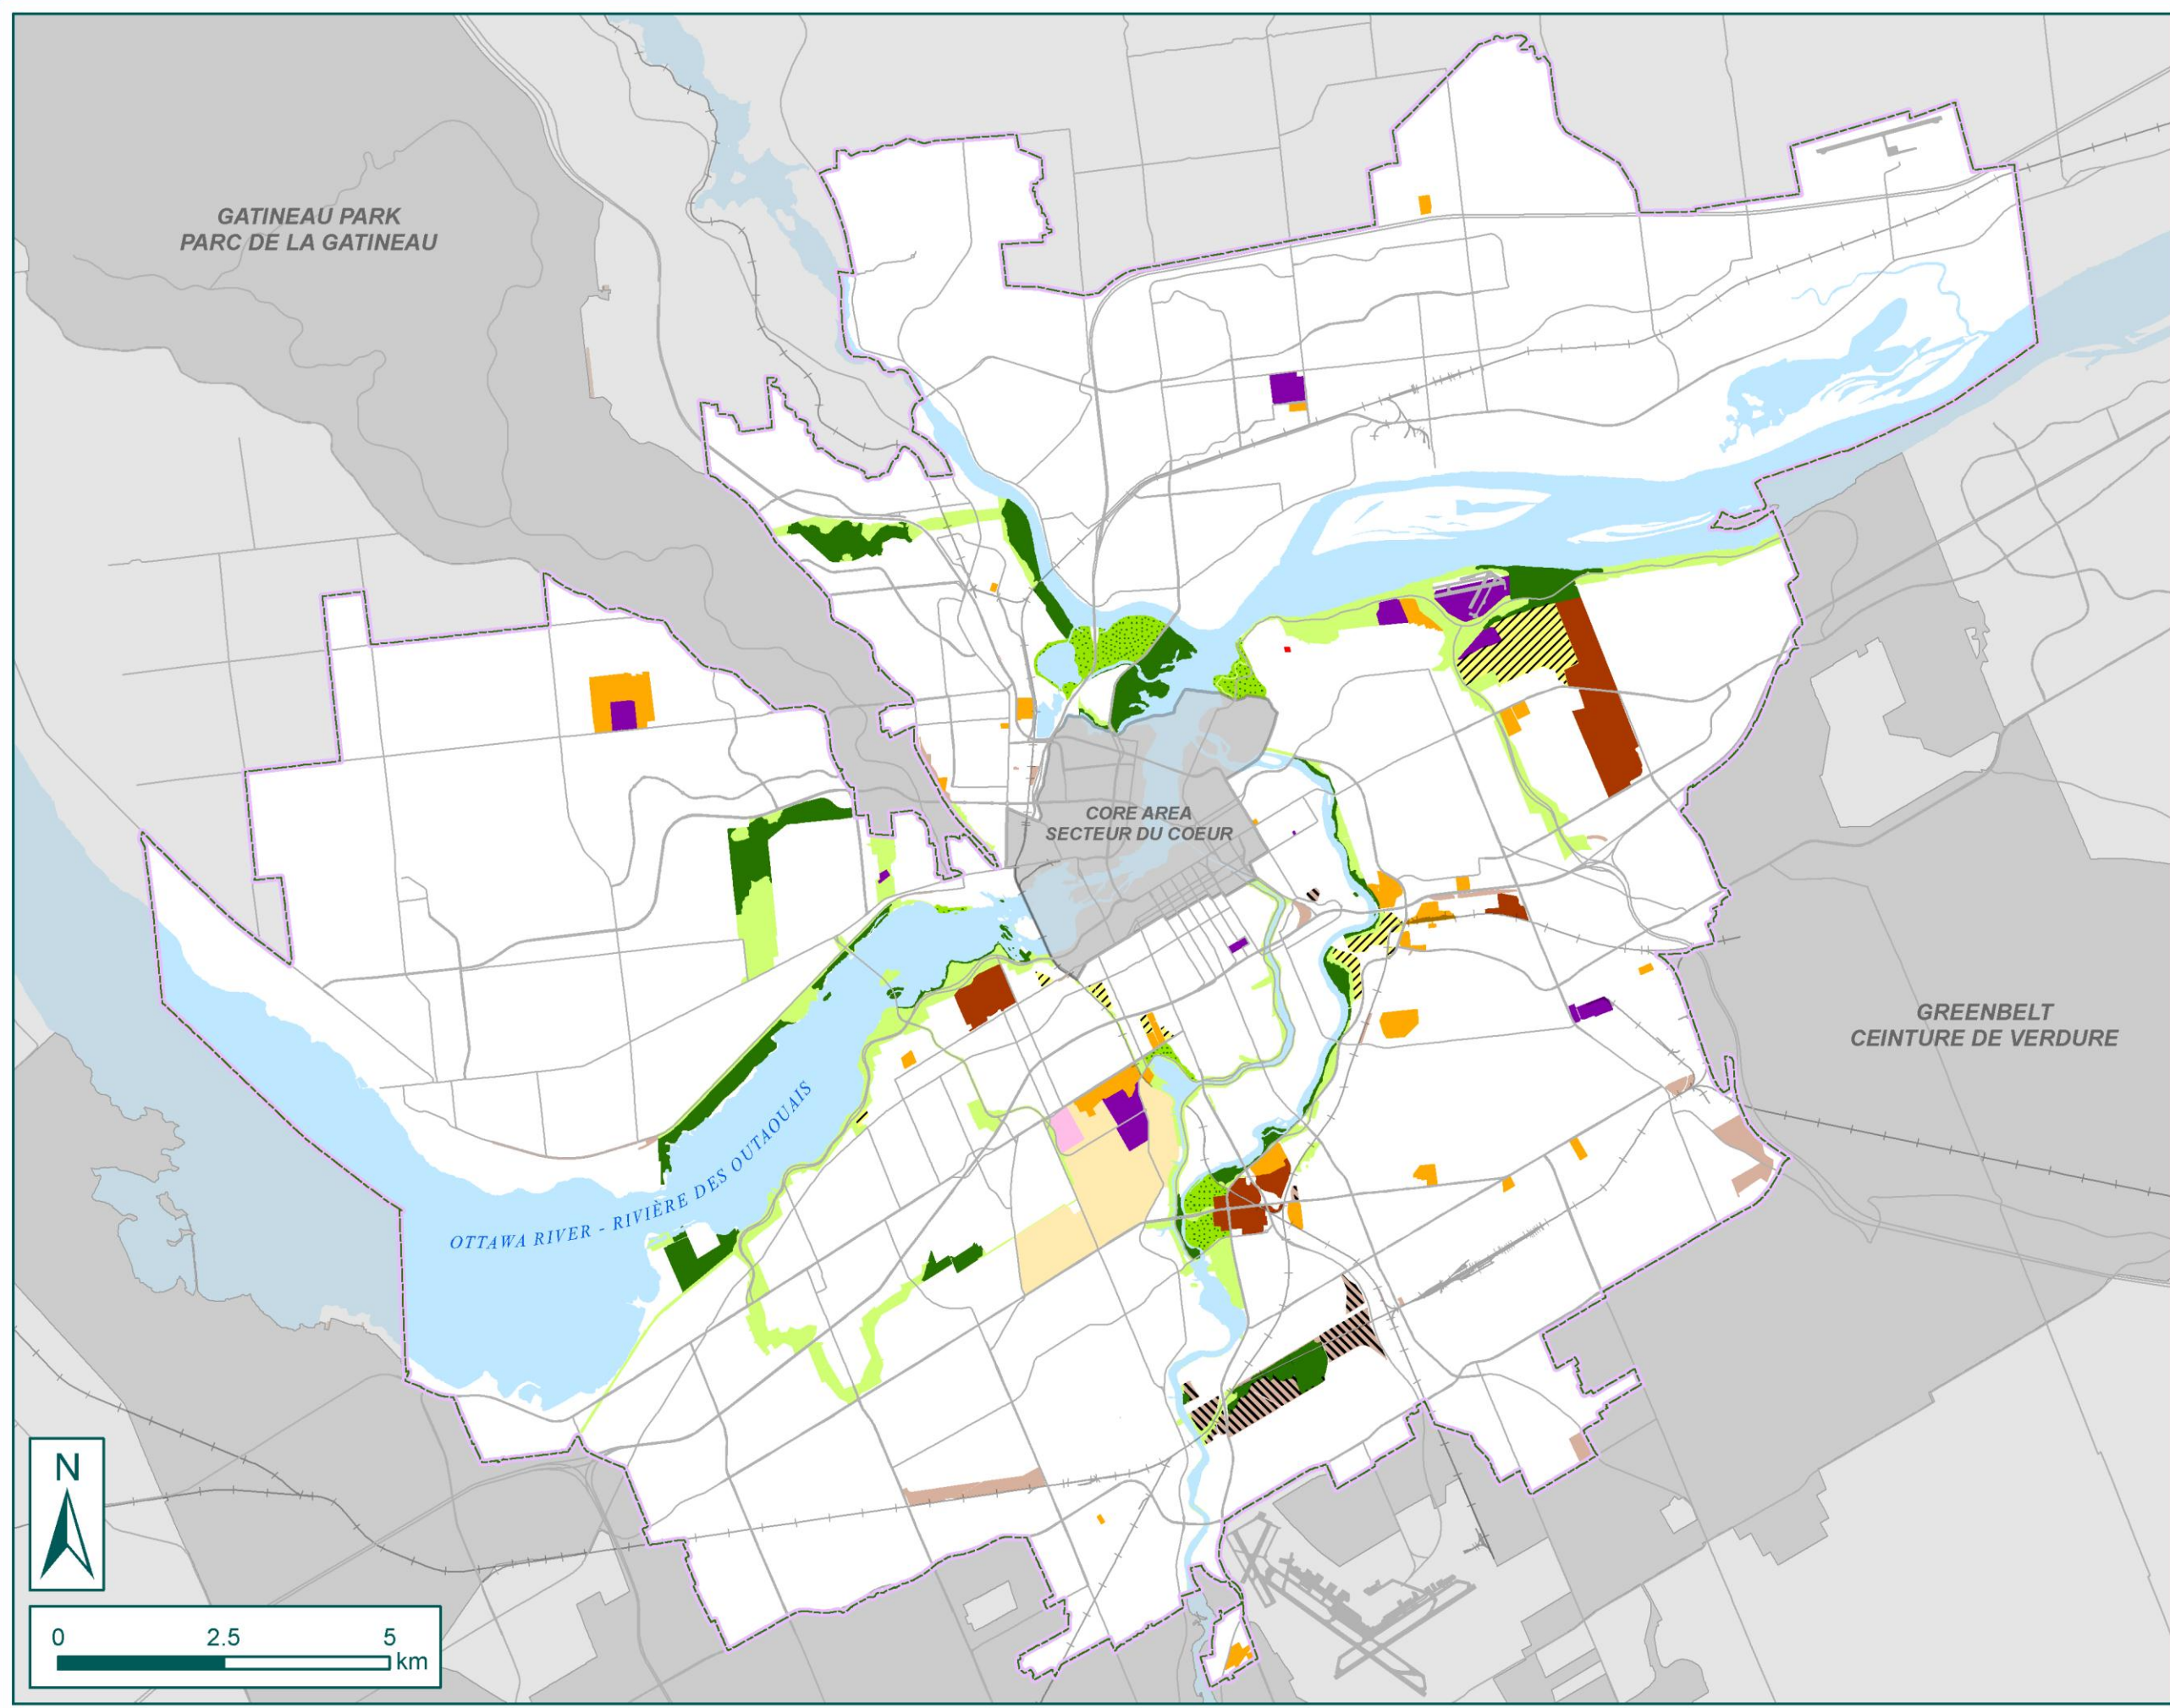 GATINEAU PARK
PARC DE LA GATINEAU
CORE AREA
SECTEUR DU COEUR
GREENBELT
CEINTURE DE VERDURE
OTTAWA RIVER - RIVIÈRE DES OUTAOUAIS
N
0 2.5 5
km